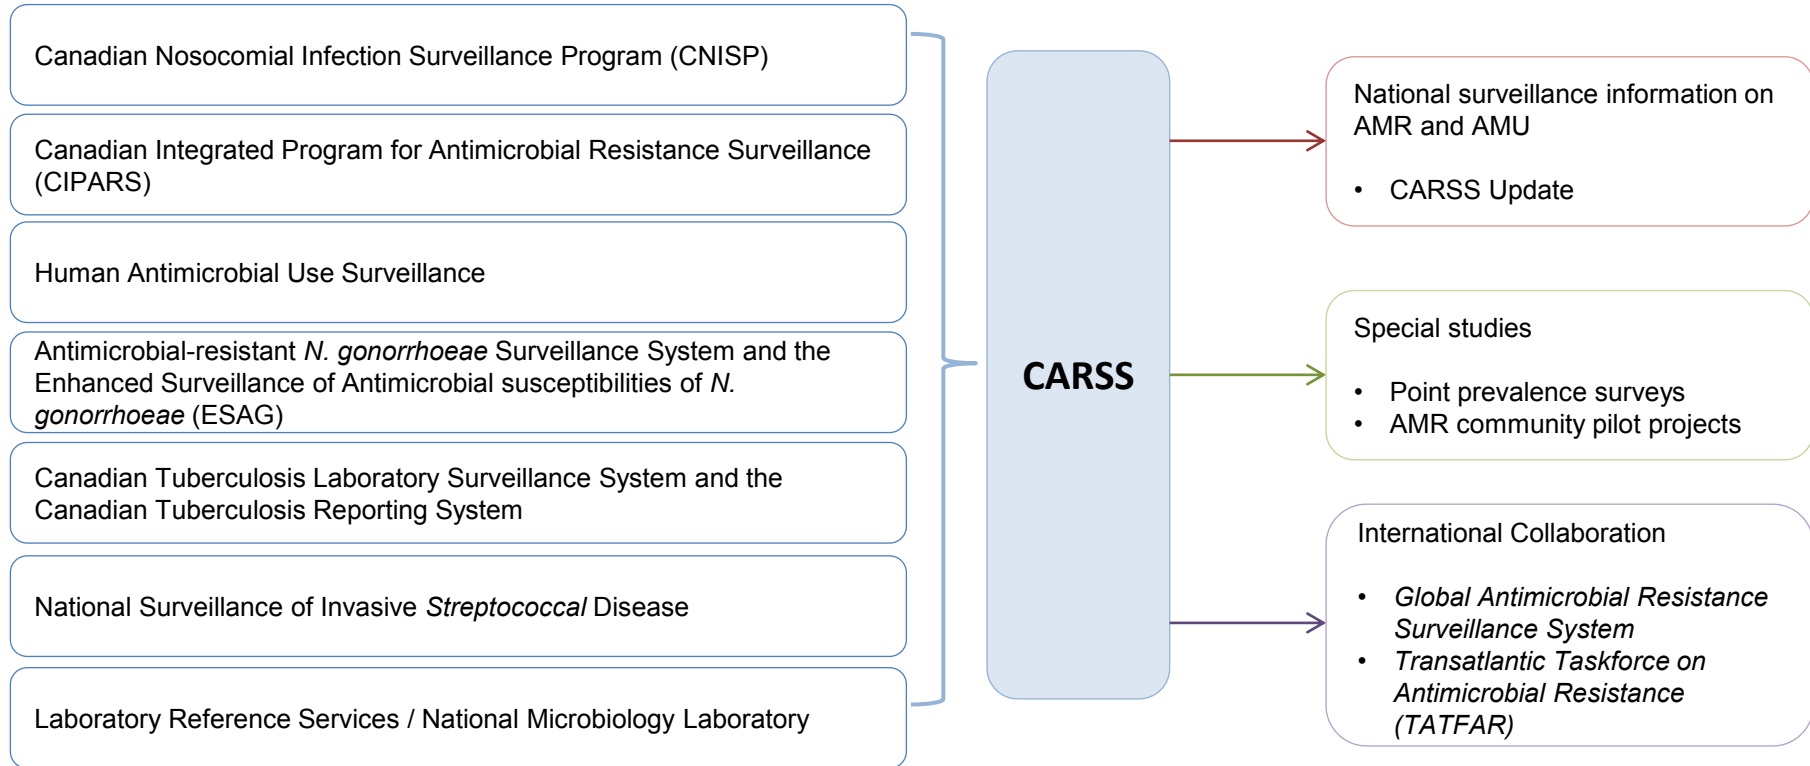 Canadian Nosocomial Infection Surveillance Program (CNISP)
Canadian Integrated Program for Antimicrobial Resistance Surveillance
(CIPARS)
Human Antimicrobial Use Surveillance
Antimicrobial-resistant N. gonorrhoeae Surveillance System and the
Enhanced Surveillance of Antimicrobial susceptibilities of N.
gonorrhoeae (ESAG)
Canadian Tuberculosis Laboratory Surveillance System and the
Canadian Tuberculosis Reporting System
National Surveillance of Invasive Streptococcal Disease
Laboratory Reference Services / National Microbiology Laboratory
CARSS
National surveillance information on
AMR and AMU
• CARSS Update
Special studies
• Point prevalence surveys
• AMR community pilot projects
International Collaboration
• Global Antimicrobial Resistance
Surveillance System
• Transatlantic Taskforce on
Antimicrobial Resistance
(TATFAR)